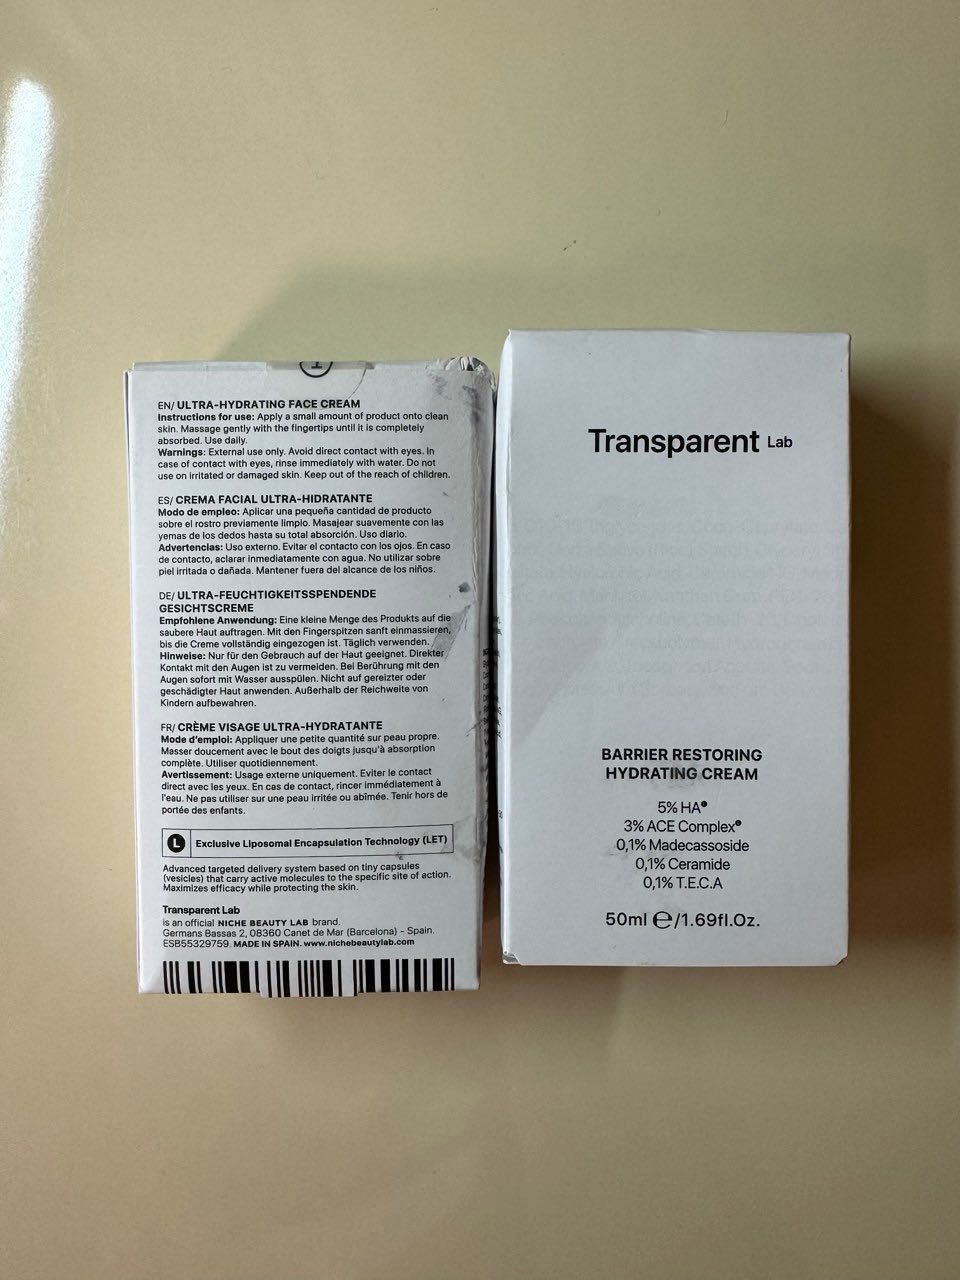 EN/ ULTRA-HYDRATING FACE CREAM
Instructions for use: Apply a small amount of product onto clean
skin. Massage gently with the fingertips until it is completely
absorbed. Use daily.
Warnings: External use only. Avoid direct contact with eyes. In
case of contact with eyes, rinse immediately with water. Do not
use on irritated or damaged skin. Keep out of the reach of children.
ES/ CREMA FACIAL ULTRA-HIDRATANTE
Modo de empleo: Aplicar una pequeña cantidad de producto
sobre el rostro previamente limpio. Masajear suavemente con las
yemas de los dedos hasta su total absorción. Uso diario.
Advertencias: Uso externo. Evitar el contacto con los ojos. En caso
de contacto, aclarar inmediatamente con agua. No utilizar sobre
piel irritada o dañada. Mantener fuera del alcance de los niños.
DE/ ULTRA-FEUCHTIGKEITSSPENDENDE
GESICHTSCREME
Empfohlene Anwendung: Eine kleine Menge des Produkts auf die
saubere Haut auftragen. Mit den Fingerspitzen sanft einmassieren,
bis die Creme vollständig eingezogen ist. Täglich verwenden.
Hinweise: Nur für den Gebrauch auf der Haut geeignet. Direkter
Kontakt mit den Augen ist zu vermeiden. Bei Berührung mit den
Augen sofort mit Wasser ausspülen. Nicht auf gereizter oder
geschädigter Haut anwenden. Außerhalb der Reichweite von
Kindern aufbewahren.
FR/ CRÈME VISAGE ULTRA-HYDRATANTE
Mode d'emploi: Appliquer une petite quantité sur peau propre.
Masser doucement avec le bout des doigts jusqu'à absorption
complète. Utiliser quotidiennement.
Avertissement: Usage externe uniquement. Eviter le contact
direct avec les yeux. En cas de contact, rincer immédiatement à
l'eau. Ne pas utiliser sur une peau irritée ou abîmée. Tenir hors de
portée des enfants.
L Exclusive Liposomal Encapsulation Technology (LET)
Advanced targeted delivery system based on tiny capsules
(vesicles) that carry active molecules to the specific site of action.
Maximizes efficacy while protecting the skin.
Transparent Lab
is an official NICHE BEAUTY LAB brand.
Germans Bassas 2, 08360 Canet de Mar (Barcelona) - Spain.
ESB55329759. MADE IN SPAIN. www.nichebeautylab.com
Transparent Lab
BARRIER RESTORING
HYDRATING CREAM
5% HA
3% ACE Complex
0,1% Madecassoside
0,1% Ceramide
0,1% T.E.C.A
50ml ℮/1.69fl.Oz.